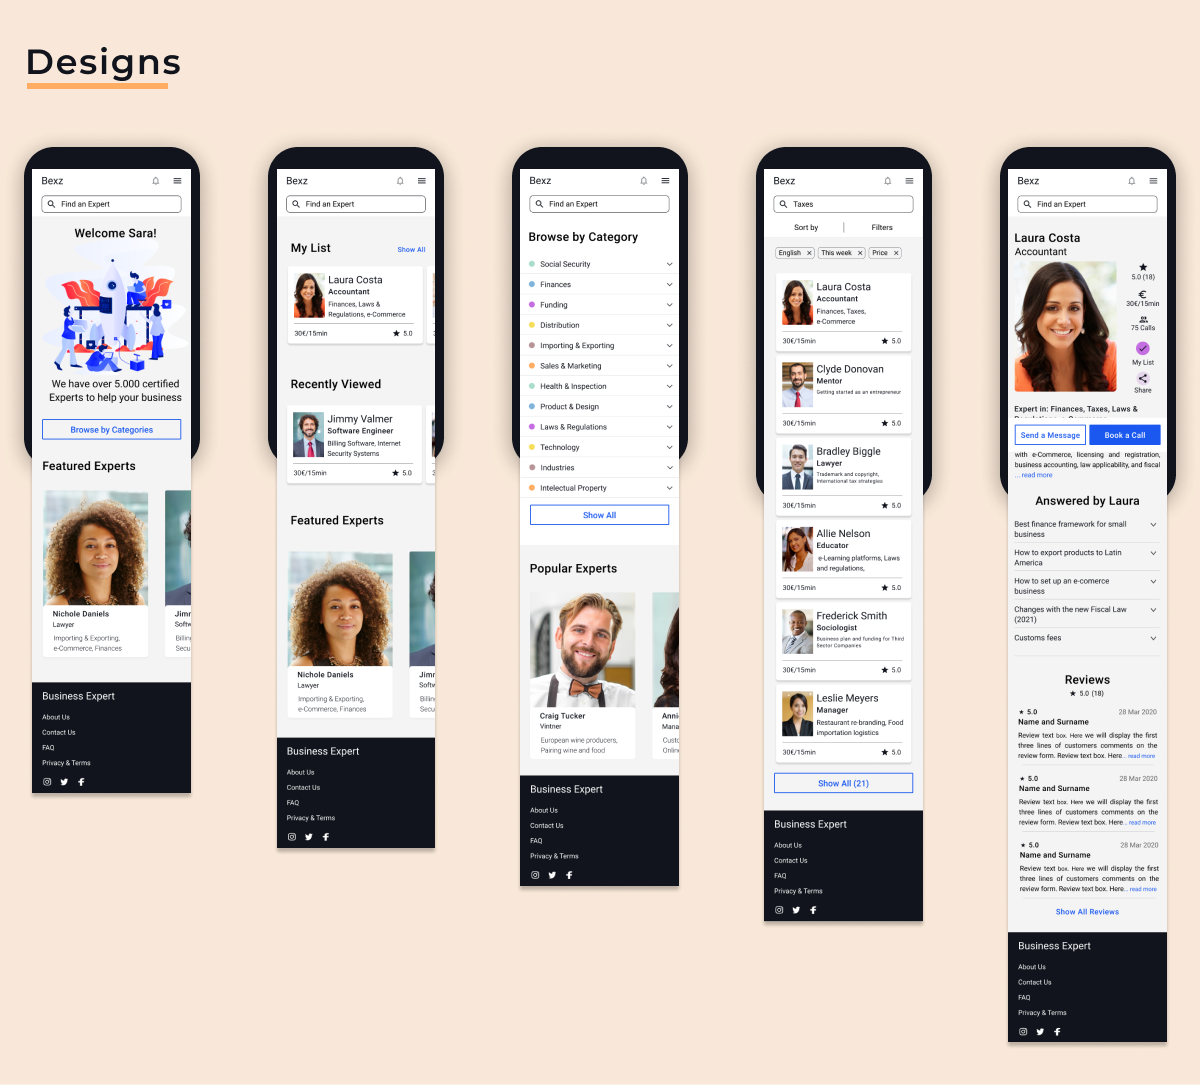 Designs
Bexz
Find an Expert
Welcome Sara!
We have over 5.000 certified
Experts to help your business
Browse by Categories
Featured Experts
Nichole Daniels
Lawyer
Importing & Exporting,
e-Commerce, Finances
Jimm
Softw
Billin
Secu
Business Expert
About Us
Contact Us
FAQ
Privacy & Terms
Bexz
Find an Expert
My List
Show All
Laura Costa
Accountant
Finances, Laws &
Regulations, e-Commerce
30€/15min
5.0
Recently Viewed
Jimmy Valmer
Software Engineer
Billing Software, Internet
Security Systems
30€/15min
5.0
Featured Experts
Nichole Daniels
Lawyer
Importing & Exporting,
e-Commerce, Finances
Jimm
Softw
Billin
Secu
Business Expert
About Us
Contact Us
FAQ
Privacy & Terms
Bexz
Find an Expert
Browse by Category
Social Security
Finances
Funding
Distribution
Importing & Exporting
Sales & Marketing
Health & Inspection
Product & Design
Laws & Regulations
Technology
Industries
Intelectual Property
Show All
Popular Experts
Craig Tucker
Vintner
European wine producers,
Pairing wine and food
Annie
Mana
Custo
Onlin
Business Expert
About Us
Contact Us
FAQ
Privacy & Terms
Bexz
Taxes
Sort by
Filters
English × This week × Price ×
Laura Costa
Accountant
Finances, Taxes,
e-Commerce
30€/15min
5.0
Clyde Donovan
Mentor
Getting started as an entrepreneur
30€/15min
5.0
Bradley Biggle
Lawyer
Trademark and copyright,
International tax strategies
30€/15min
5.0
Allie Nelson
Educator
e-Learning platforms, Laws
and regulations,
30€/15min
5.0
Frederick Smith
Sociologist
Business plan and funding for Third
Sector Companies
30€/15min
5.0
Leslie Meyers
Manager
Restaurant re-branding, Food
importation logistics
30€/15min
5.0
Show All (21)
Business Expert
About Us
Contact Us
FAQ
Privacy & Terms
Bexz
Find an Expert
Laura Costa
Accountant
5.0 (18)
€
30€/15min
75 Calls
My List
Share
Expert in: Finances, Taxes, Laws &
Send a Message
Book a Call
with e-Commerce, licensing and registration,
business accounting, law applicability, and fiscal
... read more
Answered by Laura
Best finance framework for small
business
How to export products to Latin
America
How to set up an e-comerce
business
Changes with the new Fiscal Law
(2021)
Customs fees
Reviews
5.0 (18)
5.0
28 Mar 2020
Name and Surname
Review text box. Here we will display the first
three lines of customers comments on the
review form. Review text box. Here... read more
5.0
28 Mar 2020
Name and Surname
Review text box. Here we will display the first
three lines of customers comments on the
review form. Review text box. Here... read more
5.0
28 Mar 2020
Name and Surname
Review text box. Here we will display the first
three lines of customers comments on the
review form. Review text box. Here... read more
Show All Reviews
Business Expert
About Us
Contact Us
FAQ
Privacy & Terms